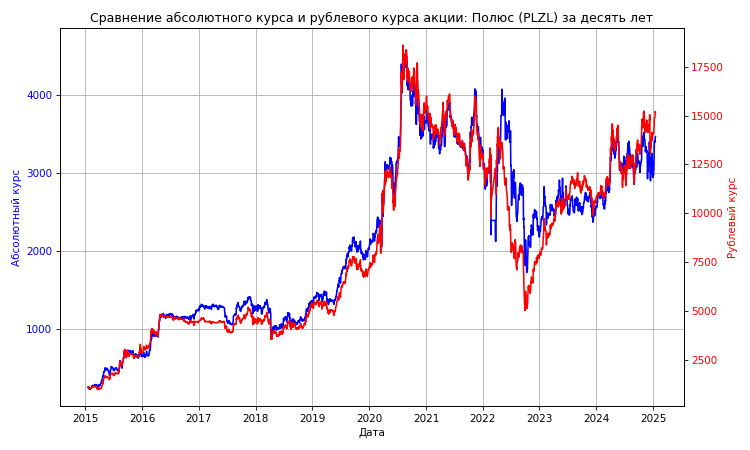 Сравнение абсолютного курса и рублевого курса акции: Полюс (PLZL) за десять лет
Абсолютный курс
4000
3000
2000
1000
17500
15000
12500
10000
7500
5000
2500
Рублевый курс
2015 2016 2017 2018 2019 2020 2021 2022 2023 2024 2025
Дата